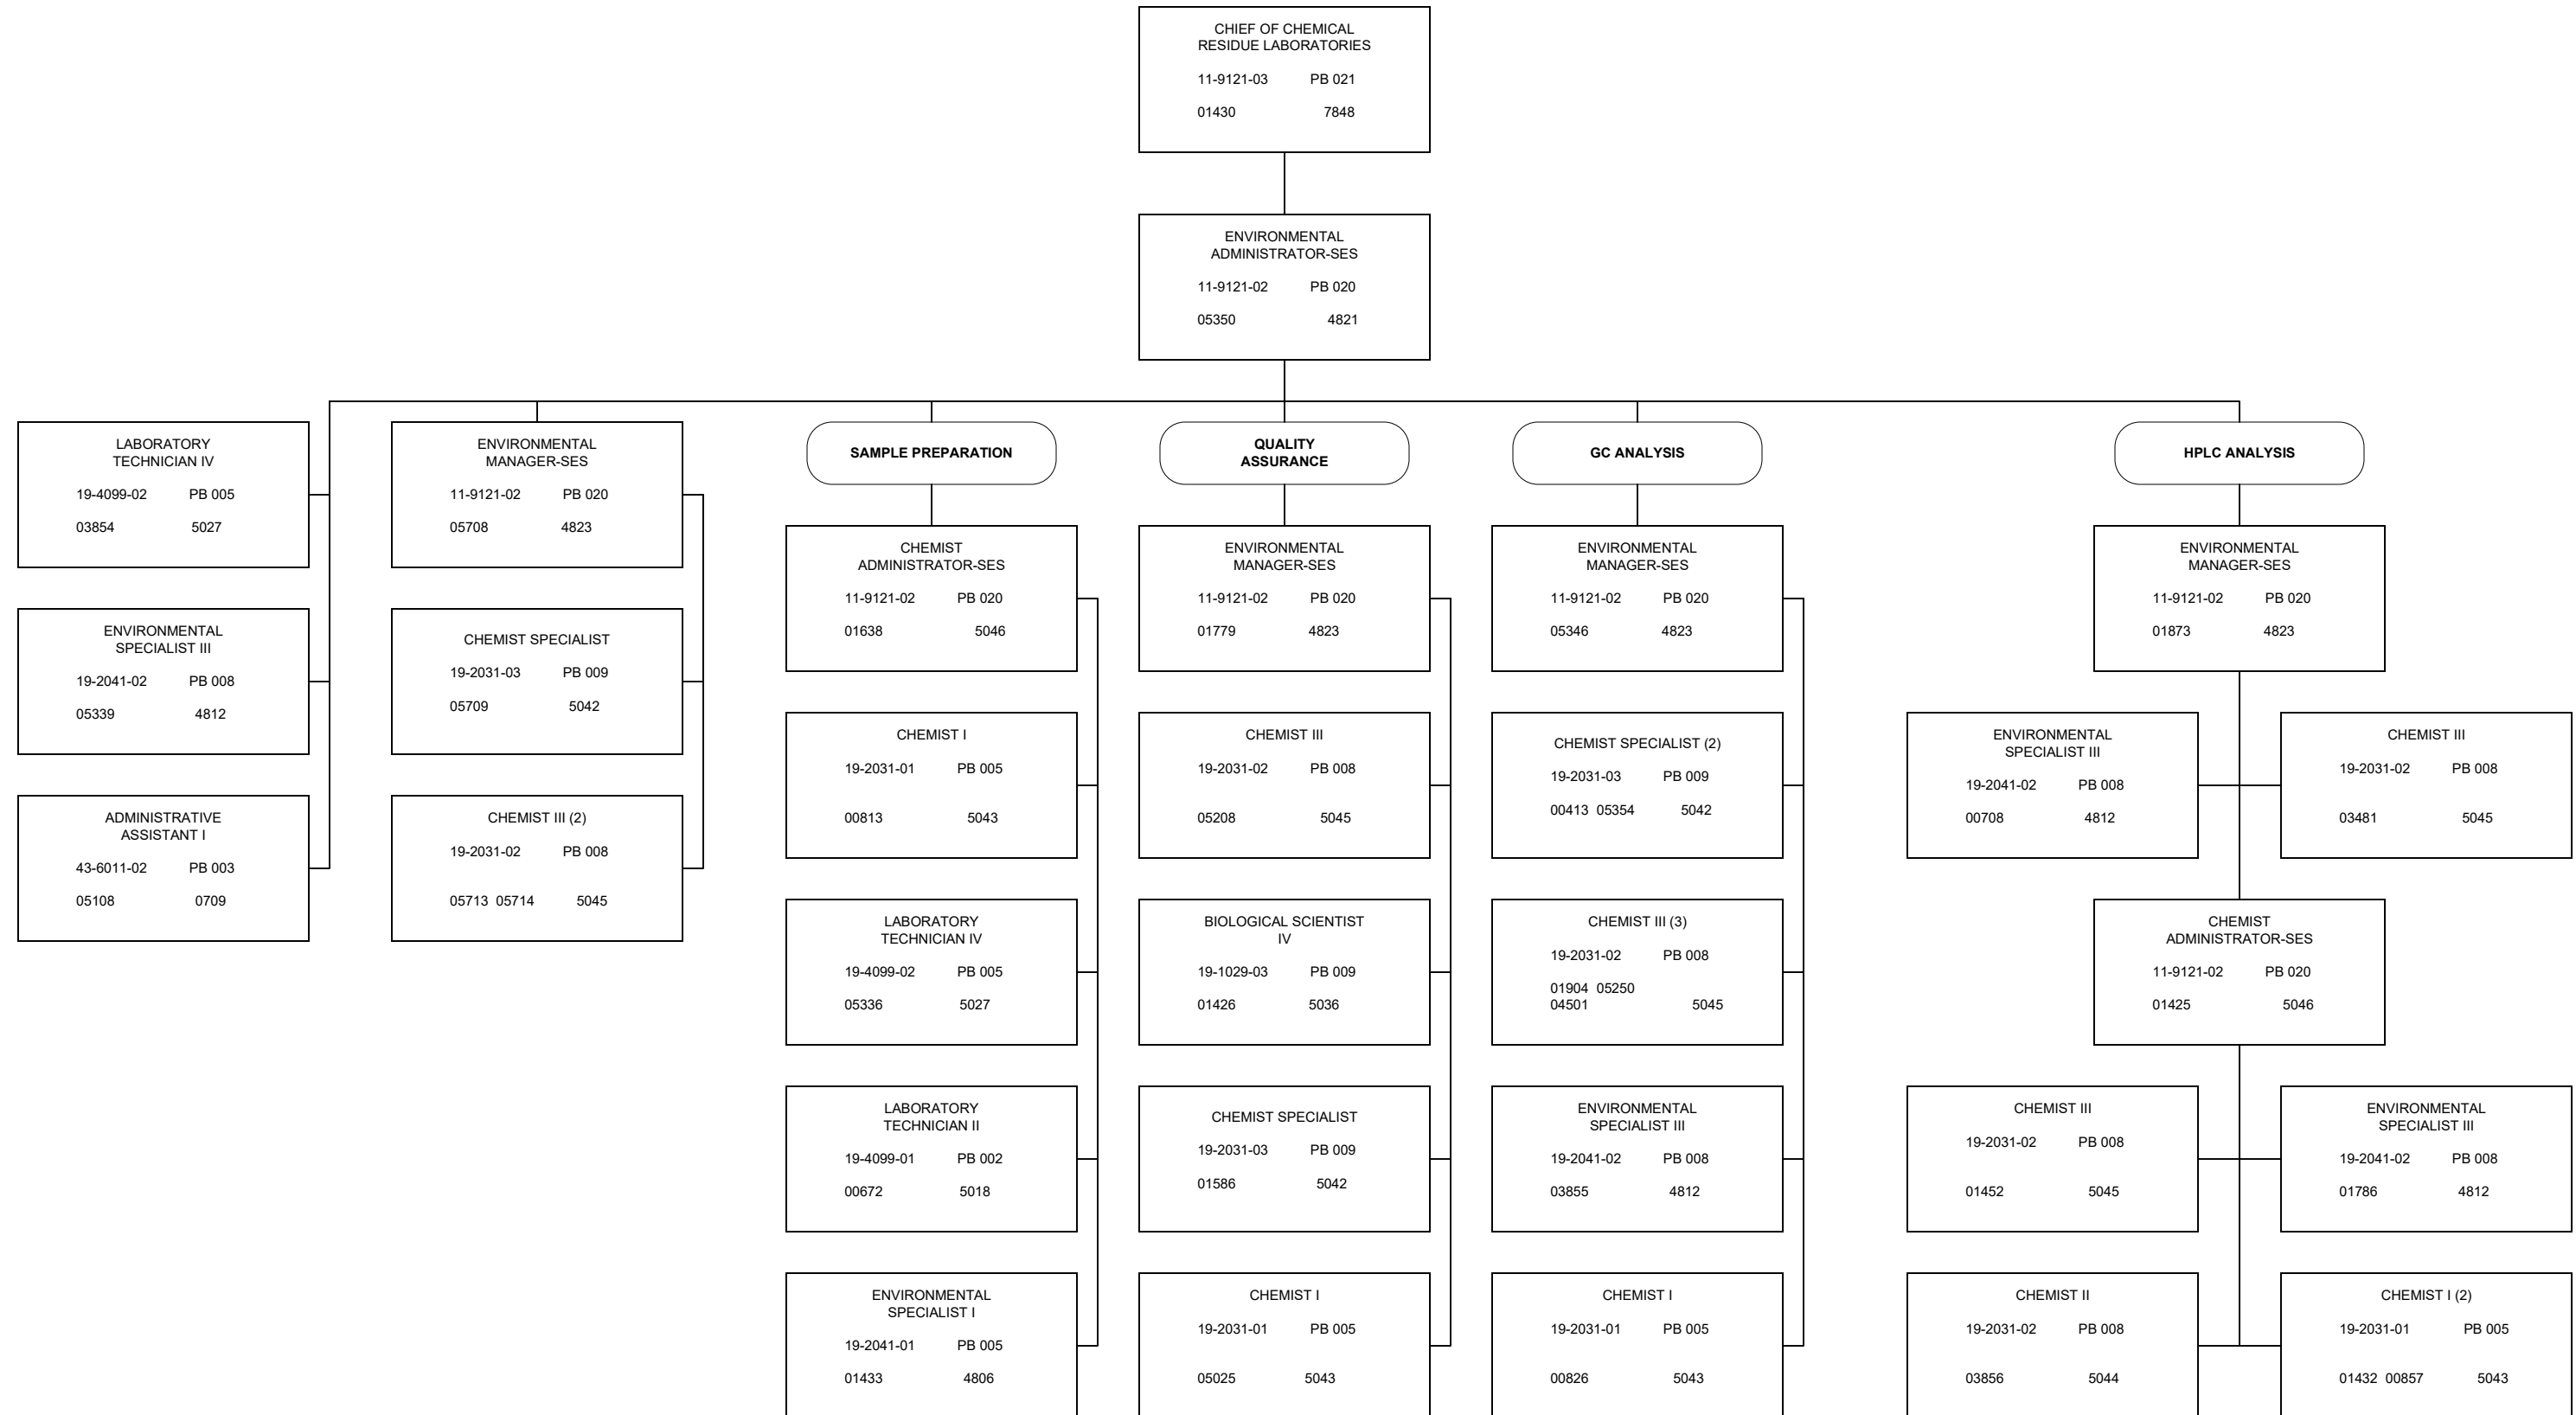 CHIEF OF CHEMICAL
RESIDUE LABORATORIES
11-9121-03 PB 021
01430 7848
ENVIRONMENTAL
ADMINISTRATOR-SES
11-9121-02 PB 020
05350 4821
LABORATORY
TECHNICIAN IV
19-4099-02 PB 005
03854 5027
ENVIRONMENTAL
SPECIALIST III
19-2041-02 PB 008
05339 4812
ADMINISTRATIVE
ASSISTANT I
43-6011-02 PB 003
05108 0709
ENVIRONMENTAL
MANAGER-SES
11-9121-02 PB 020
05708 4823
CHEMIST SPECIALIST
19-2031-03 PB 009
05709 5042
CHEMIST III (2)
19-2031-02 PB 008
05713 05714 5045
SAMPLE PREPARATION
CHEMIST
ADMINISTRATOR-SES
11-9121-02 PB 020
01638 5046
CHEMIST I
19-2031-01 PB 005
00813 5043
LABORATORY
TECHNICIAN IV
19-4099-02 PB 005
05336 5027
LABORATORY
TECHNICIAN II
19-4099-01 PB 002
00672 5018
ENVIRONMENTAL
SPECIALIST I
19-2041-01 PB 005
01433 4806
QUALITY
ASSURANCE
ENVIRONMENTAL
MANAGER-SES
11-9121-02 PB 020
01779 4823
CHEMIST III
19-2031-02 PB 008
05208 5045
BIOLOGICAL SCIENTIST
IV
19-1029-03 PB 009
01426 5036
CHEMIST SPECIALIST
19-2031-03 PB 009
01586 5042
CHEMIST I
19-2031-01 PB 005
05025 5043
GC ANALYSIS
ENVIRONMENTAL
MANAGER-SES
11-9121-02 PB 020
05346 4823
CHEMIST SPECIALIST (2)
19-2031-03 PB 009
00413 05354 5042
CHEMIST III (3)
19-2031-02 PB 008
01904 05250
04501 5045
ENVIRONMENTAL
SPECIALIST III
19-2041-02 PB 008
03855 4812
CHEMIST I
19-2031-01 PB 005
00826 5043
HPLC ANALYSIS
ENVIRONMENTAL
MANAGER-SES
11-9121-02 PB 020
01873 4823
ENVIRONMENTAL
SPECIALIST III
19-2041-02 PB 008
00708 4812
CHEMIST III
19-2031-02 PB 008
03481 5045
CHEMIST
ADMINISTRATOR-SES
11-9121-02 PB 020
01425 5046
CHEMIST III
19-2031-02 PB 008
01452 5045
ENVIRONMENTAL
SPECIALIST III
19-2041-02 PB 008
01786 4812
CHEMIST II
19-2031-02 PB 008
03856 5044
CHEMIST I (2)
19-2031-01 PB 005
01432 00857 5043